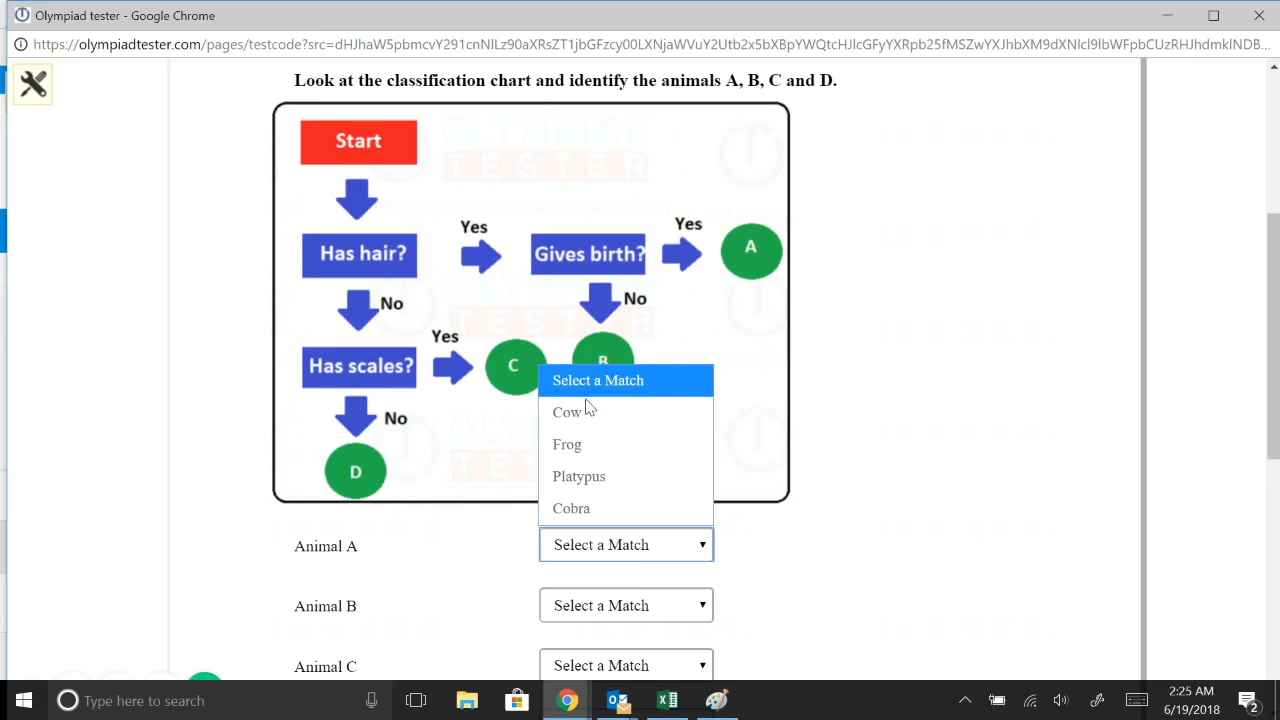 Olympiad tester - Google Chrome
https://olympiadtester.com/pages/testcode?src=dHJhaW5pbmcvY291cnNlLz90aXRsZT1jbGFzcy00LXNjaWVuY2Utb2x5bXBpYWQtcHJlcGFyYXRpb25fMSZwYXJhbXM9dXNlcl9IbWFpbCUzRHJHdmklNDB...
Look at the classification chart and identify the animals A, B, C and D.
Start
Yes
Yes
Has hair?
Gives birth?
A
No
No
Yes
Has scales?
C
B
Select a Match
Cow
No
Frog
D
Platypus
Cobra
Animal A
Select a Match
Animal B
Select a Match
Animal C
Select a Match
Type here to search
2:25 AM
6/19/2018
2